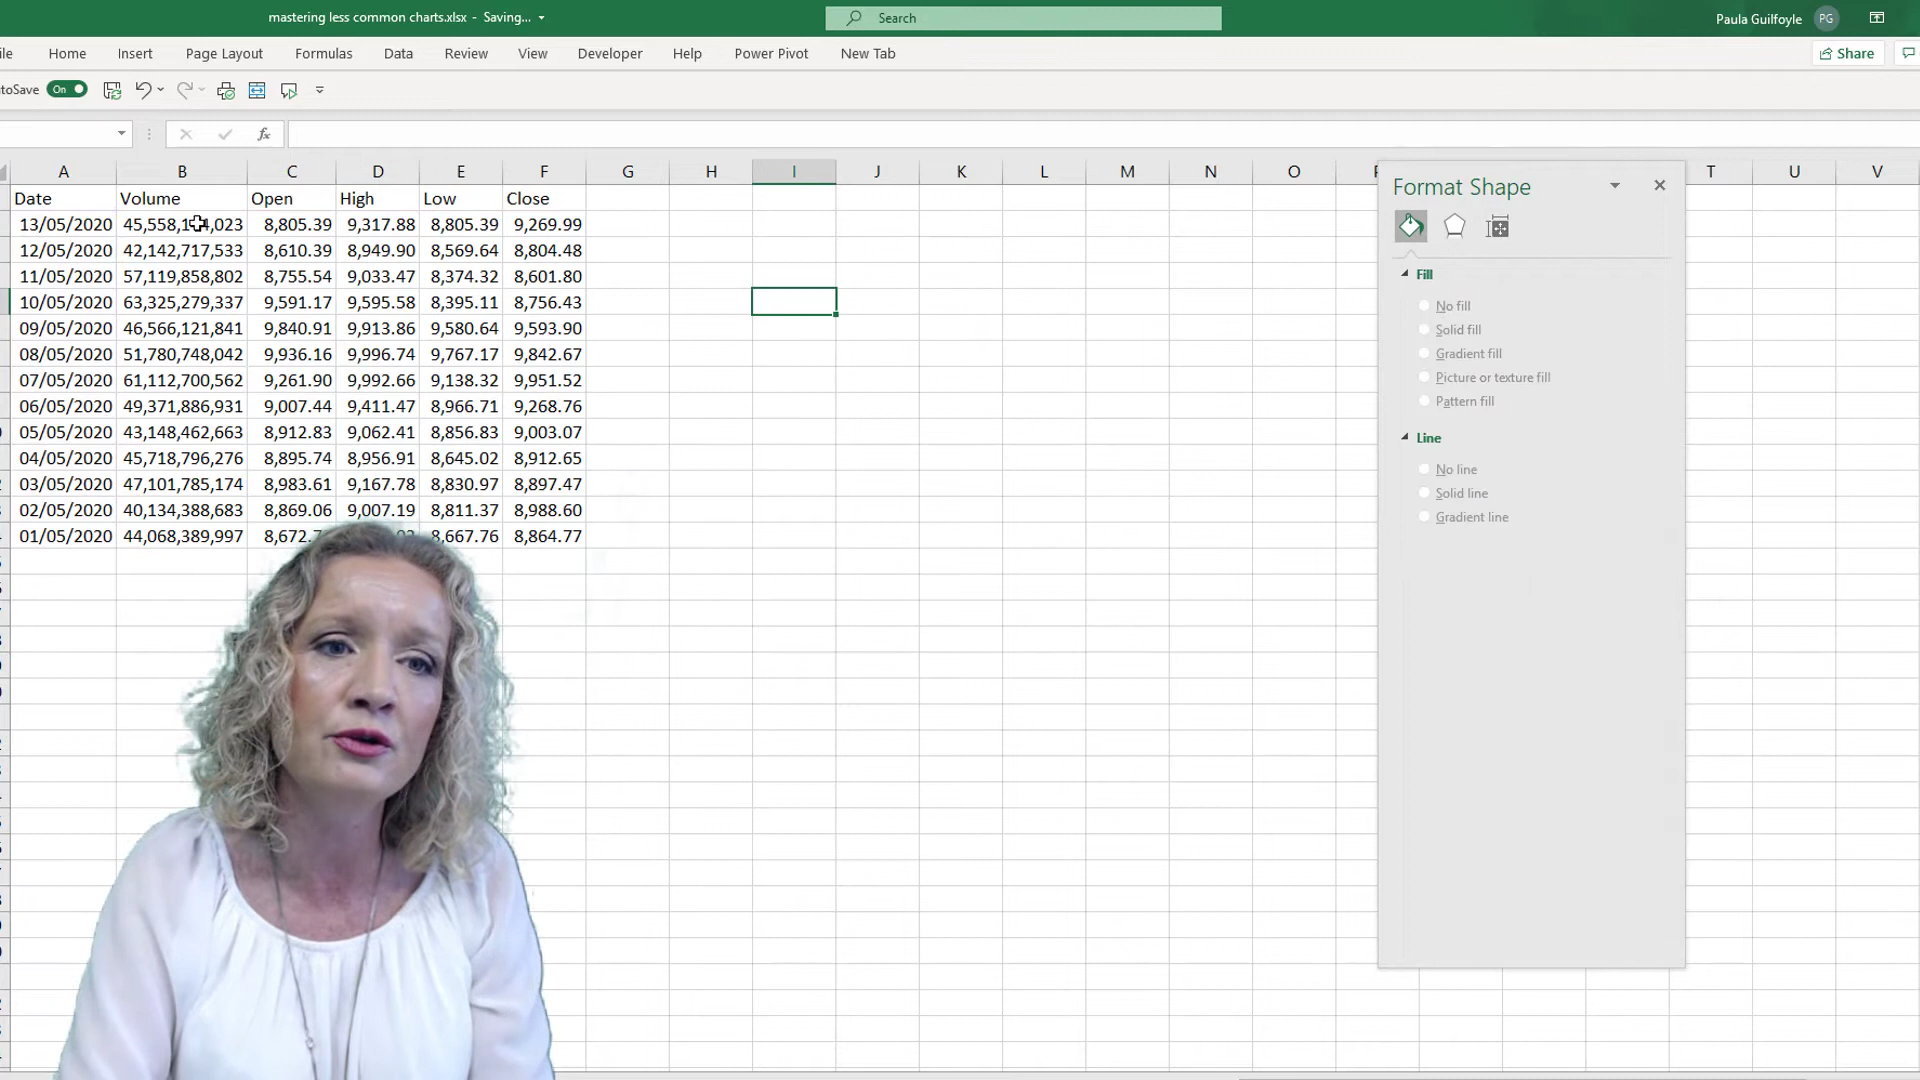 mastering less common charts.xlsx - Saving...
Search
Paula Guilfoyle PG
Home Insert Page Layout Formulas Data Review View Developer Help Power Pivot New Tab
Share
On
fx
A B C D E F G H I J K L M N O T U V
Date Volume Open High Low Close
13/05/2020 8,805.39 9,317.88 8,805.39 9,269.99
12/05/2020 42,142,717,533 8,610.39 8,949.90 8,569.64 8,804.48
11/05/2020 57,119,858,802 8,755.54 9,033.47 8,374.32 8,601.80
10/05/2020 63,325,279,337 9,591.17 9,595.58 8,395.11 8,756.43
09/05/2020 46,566,121,841 9,840.91 9,913.86 9,580.64 9,593.90
08/05/2020 51,780,748,042 9,936.16 9,996.74 9,767.17 9,842.67
07/05/2020 61,112,700,562 9,261.90 9,992.66 9,138.32 9,951.52
06/05/2020 49,371,886,931 9,007.44 9,411.47 8,966.71 9,268.76
05/05/2020 43,148,462,663 8,912.83 9,062.41 8,856.83 9,003.07
04/05/2020 45,718,796,276 8,895.74 8,956.91 8,645.02 8,912.65
03/05/2020 47,101,785,174 8,983.61 9,167.78 8,830.97 8,897.47
02/05/2020 40,134,388,683 8,869.06 9,007.19 8,811.37 8,988.60
01/05/2020 44,068,389,997 8,667.76 8,864.77
Format Shape
Fill
No fill
Solid fill
Gradient fill
Picture or texture fill
Pattern fill
Line
No line
Solid line
Gradient line